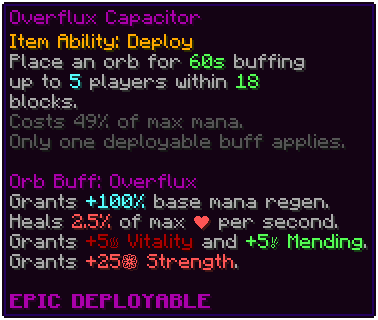 Overflux Capacitor
Item Ability: Deploy
Place an orb for 60s buffing
up to 5 players within 18
blocks.
Costs 49% of max mana.
Only one deployable buff applies.
Orb Buff: Overflux
Grants +100% base mana regen.
Heals 2.5% of max ❤ per second.
Grants +5♨ Vitality and +5☄ Mending.
Grants +25❁ Strength.
EPIC DEPLOYABLE